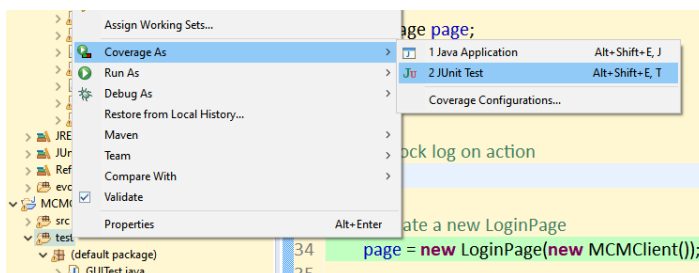 Assign Working Sets...
age page;
Coverage As
1 Java Application Alt+Shift+E, J
Run As
Ju 2 JUnit Test Alt+Shift+E, T
Debug As
Coverage Configurations...
Restore from Local History...
JRE
Maven
JUn
Team
ock log on action
Ref
Compare With
evo
Validate
MCMC
src
Properties Alt+Enter
ate a new LoginPage
test
(default package)
34 page = new LoginPage(new MCMClient());
GUITest.java